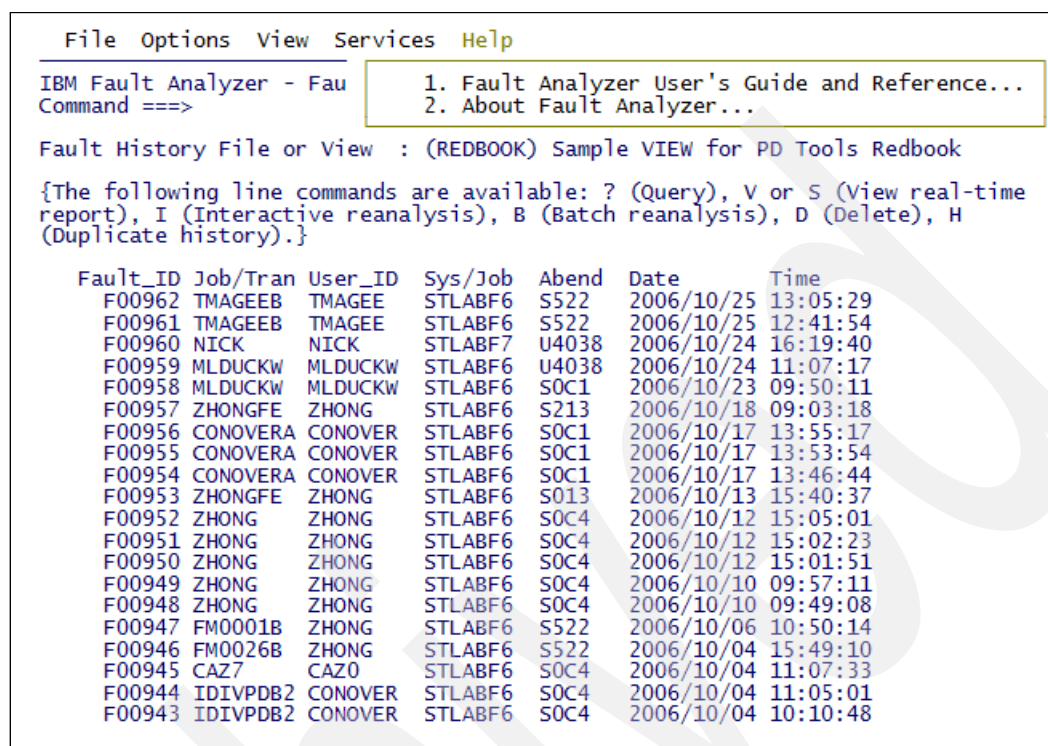 File Options View Services Help
IBM Fault Analyzer - Fau
1. Fault Analyzer User's Guide and Reference...
Command ===>
2. About Fault Analyzer...
Fault History File or View : (REDBOOK) Sample VIEW for PD Tools Redbook
{The following line commands are available: ? (Query), V or S (View real-time
report), I (Interactive reanalysis), B (Batch reanalysis), D (Delete), H
(Duplicate history).}
Fault_ID Job/Tran User_ID Sys/Job Abend Date Time
F00962 TMAGEEB TMAGEE STLABF6 S522 2006/10/25 13:05:29
F00961 TMAGEEB TMAGEE STLABF6 S522 2006/10/25 12:41:54
F00960 NICK NICK STLABF7 U4038 2006/10/24 16:19:40
F00959 MLDUCKW MLDUCKW STLABF6 U4038 2006/10/24 11:07:17
F00958 MLDUCKW MLDUCKW STLABF6 S0C1 2006/10/23 09:50:11
F00957 ZHONGFE ZHONG STLABF6 S213 2006/10/18 09:03:18
F00956 CONOVERA CONOVER STLABF6 S0C1 2006/10/17 13:55:17
F00955 CONOVERA CONOVER STLABF6 S0C1 2006/10/17 13:53:54
F00954 CONOVERA CONOVER STLABF6 S0C1 2006/10/17 13:46:44
F00953 ZHONGFE ZHONG STLABF6 S013 2006/10/13 15:40:37
F00952 ZHONG ZHONG STLABF6 S0C4 2006/10/12 15:05:01
F00951 ZHONG ZHONG STLABF6 S0C4 2006/10/12 15:02:23
F00950 ZHONG ZHONG STLABF6 S0C4 2006/10/12 15:01:51
F00949 ZHONG ZHONG STLABF6 S0C4 2006/10/10 09:57:11
F00948 ZHONG ZHONG STLABF6 S0C4 2006/10/10 09:49:08
F00947 FM0001B ZHONG STLABF6 S522 2006/10/06 10:50:14
F00946 FM0026B ZHONG STLABF6 S522 2006/10/04 15:49:10
F00945 CAZ7 CAZ0 STLABF6 S0C4 2006/10/04 11:07:33
F00944 IDIVPDB2 CONOVER STLABF6 S0C4 2006/10/04 11:05:01
F00943 IDIVPDB2 CONOVER STLABF6 S0C4 2006/10/04 10:10:48